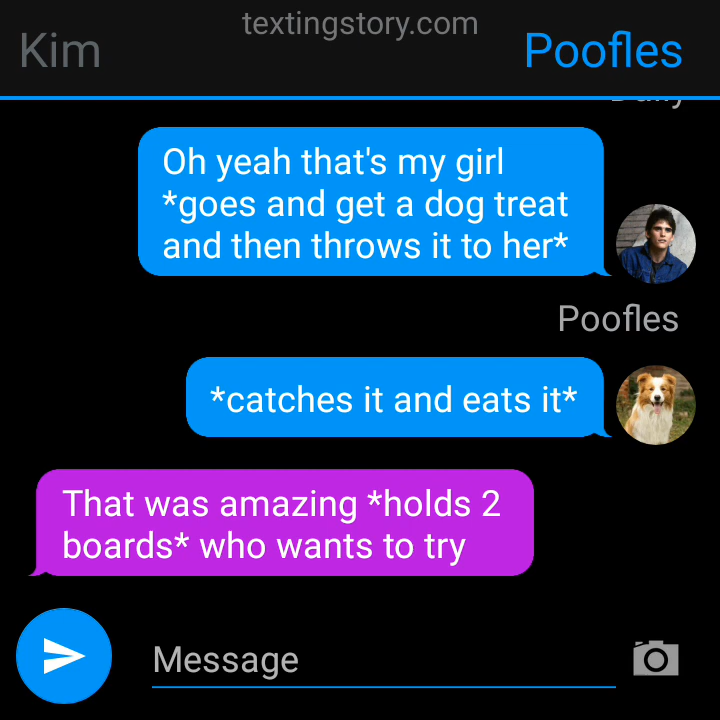 textingstory.com
Kim
Poofles
Oh yeah that's my girl
*goes and get a dog treat
and then throws it to her*
Poofles
*catches it and eats it*
That was amazing *holds 2
boards* who wants to try
Message